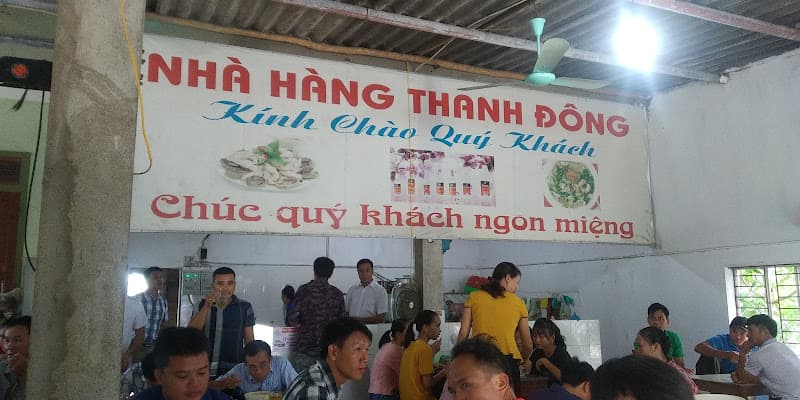 NHÀ HÀNG THANH ĐÔNG
Kính Chào Quý Khách
Chúc quý khách ngon miệng